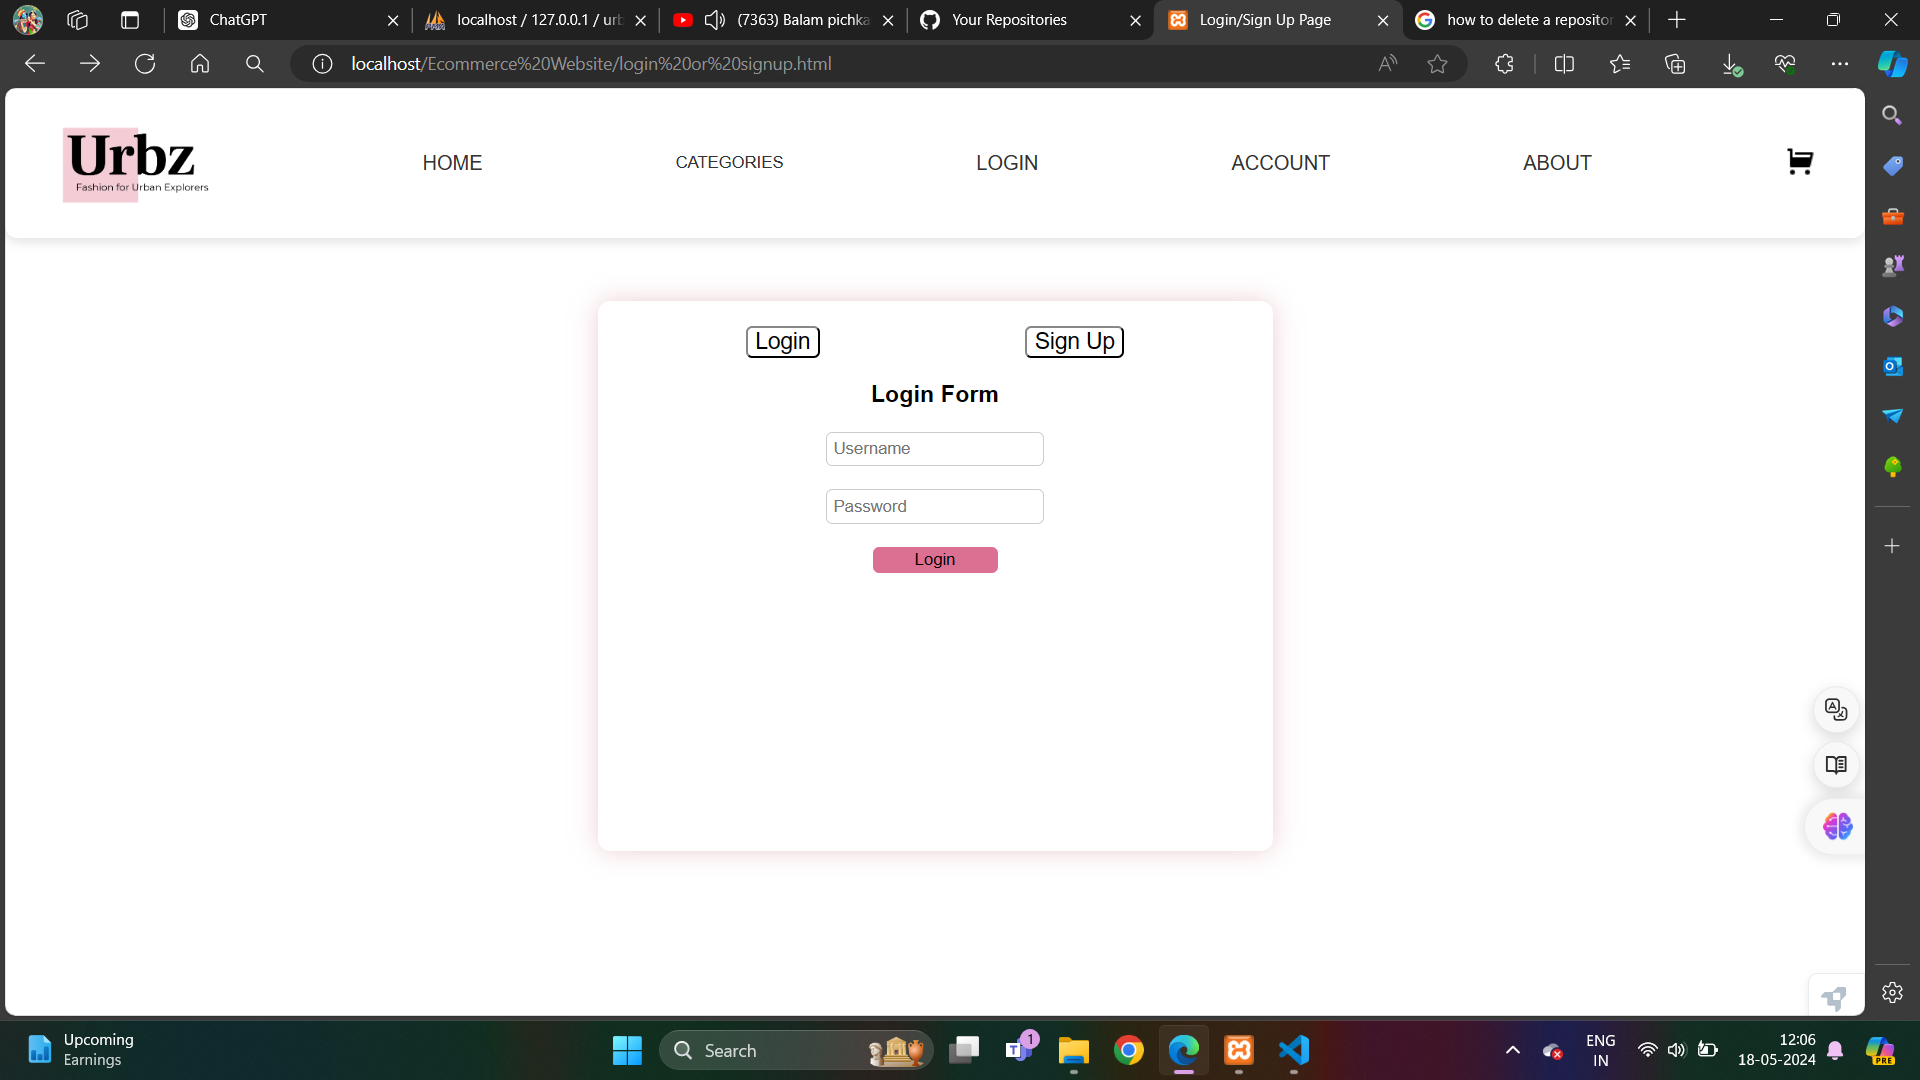 ChatGPT
localhost / 127.0.0.1 / urb
(7363) Balam pichka
Your Repositories
Login/Sign Up Page
how to delete a repositor
localhost/Ecommerce%20Website/login%20or%20signup.html
Urbz
Fashion for Urban Explorers
HOME
CATEGORIES
LOGIN
ACCOUNT
ABOUT
Login
Sign Up
Login Form
Username
Password
Login
Upcoming
Earnings
Search
1
ENG
IN
12:06
18-05-2024
PRE